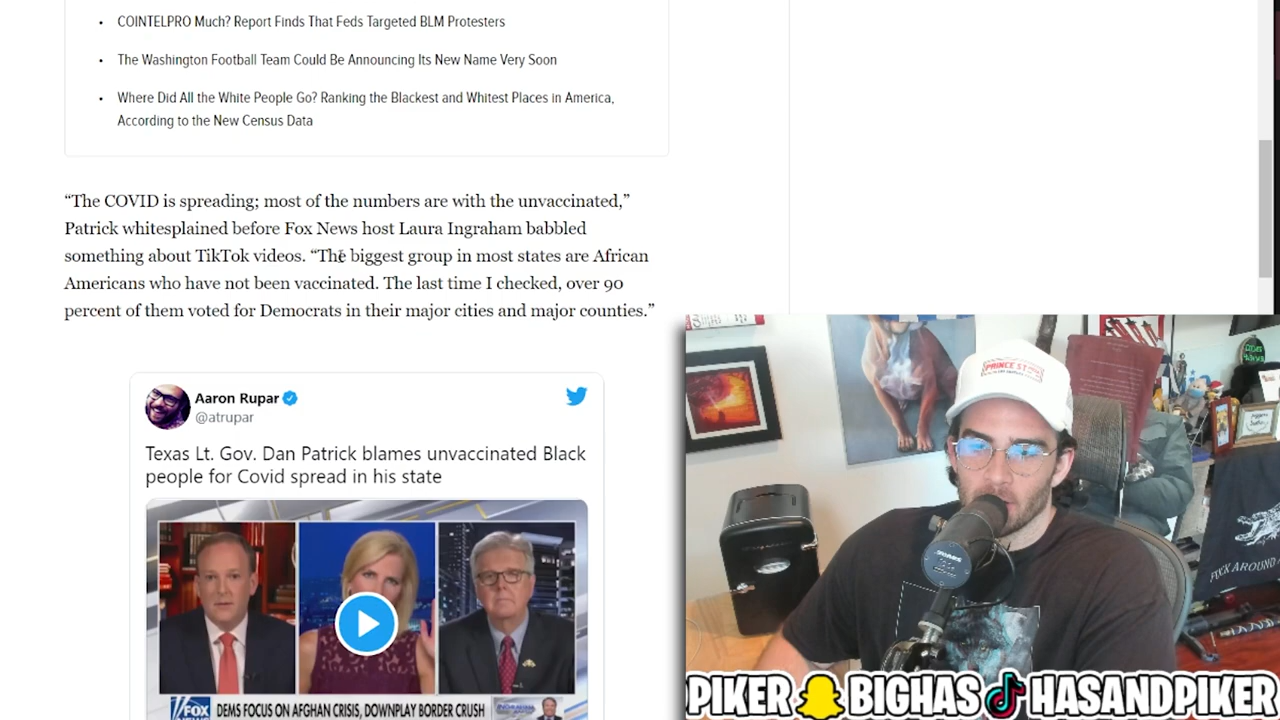 COINTELPRO Much? Report Finds That Feds Targeted BLM Protesters
The Washington Football Team Could Be Announcing Its New Name Very Soon
Where Did All the White People Go? Ranking the Blackest and Whitest Places in America,
According to the New Census Data
“The COVID is spreading; most of the numbers are with the unvaccinated,”
Patrick whitesplained before Fox News host Laura Ingraham babbled
something about TikTok videos. “The biggest group in most states are African
Americans who have not been vaccinated. The last time I checked, over 90
percent of them voted for Democrats in their major cities and major counties.”
Aaron Rupar
@atrupar
Texas Lt. Gov. Dan Patrick blames unvaccinated Black
people for Covid spread in his state
FOX
NEWS
DEMS FOCUS ON AFGHAN CRISIS, DOWNPLAY BORDER CRUSH
PIKER BIGHAS HASANDPIKER